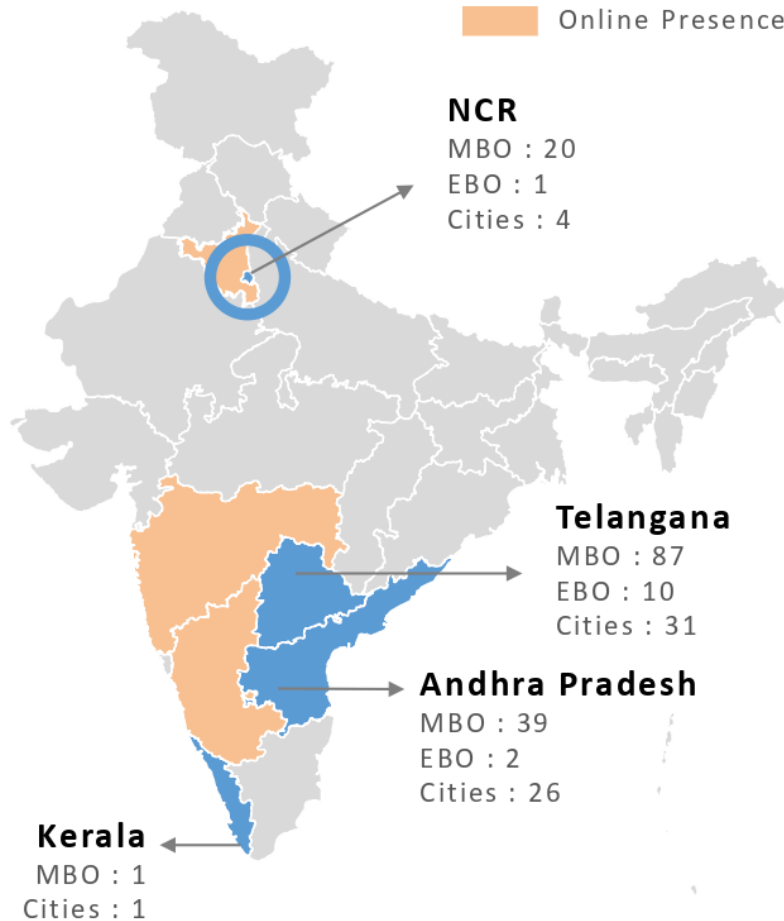 Online Presence
NCR
MBO : 20
EBO : 1
Cities : 4
Telangana
MBO : 87
EBO : 10
Cities : 31
Andhra Pradesh
MBO : 39
EBO : 2
Cities : 26
Kerala
MBO : 1
Cities : 1